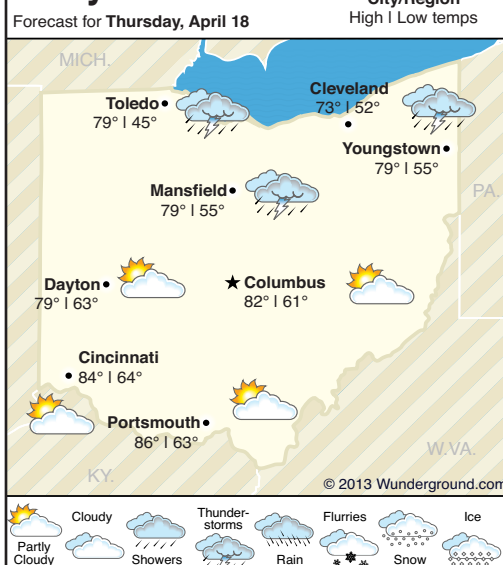 City/Region
Forecast for Thursday, April 18
High | Low temps
MICH.
Cleveland
73° | 52°
Toledo
79° | 45°
Youngstown
79° | 55°
Mansfield
79° | 55°
PA.
Dayton
79° | 63°
Columbus
82° | 61°
Cincinnati
84° | 64°
Portsmouth
86° | 63°
W.VA.
KY.
© 2013 Wunderground.com
Partly
Cloudy
Cloudy
Showers
Thunder-
storms
Rain
Flurries
Snow
Ice